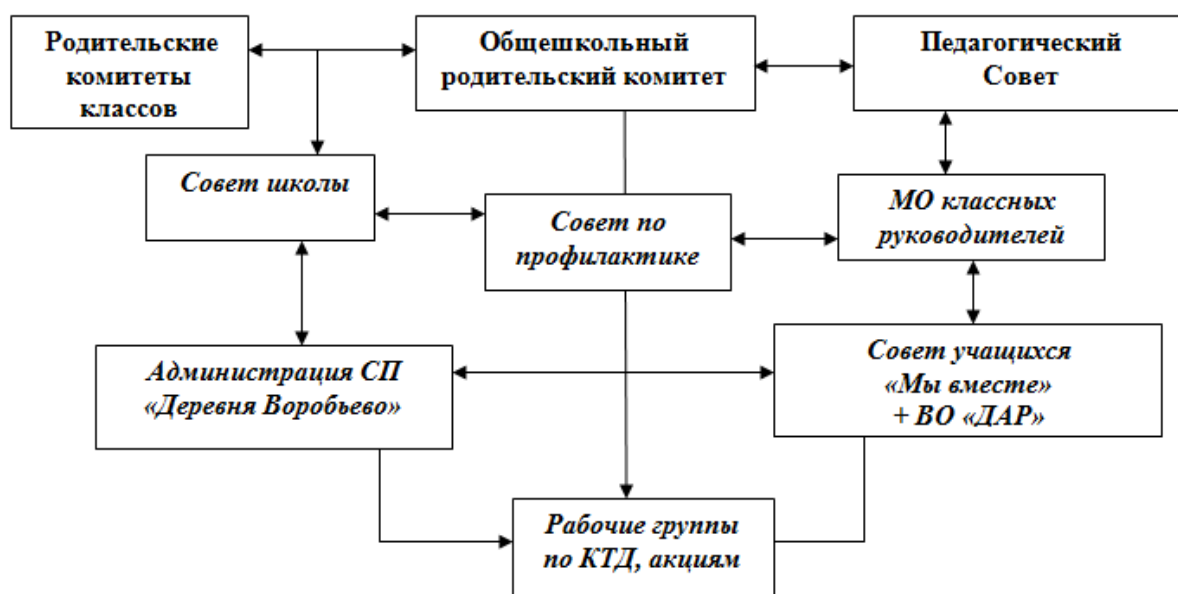 Родительские
комитеты
классов
Общешкольный
родительский комитет
Педагогический
Совет
Совет школы
Совет по
профилактике
МО классных
руководителей
Администрация СП
«Деревня Воробьево»
Совет учащихся
«Мы вместе»
+ ВО «ДАР»
Рабочие группы
по КТД, акциям